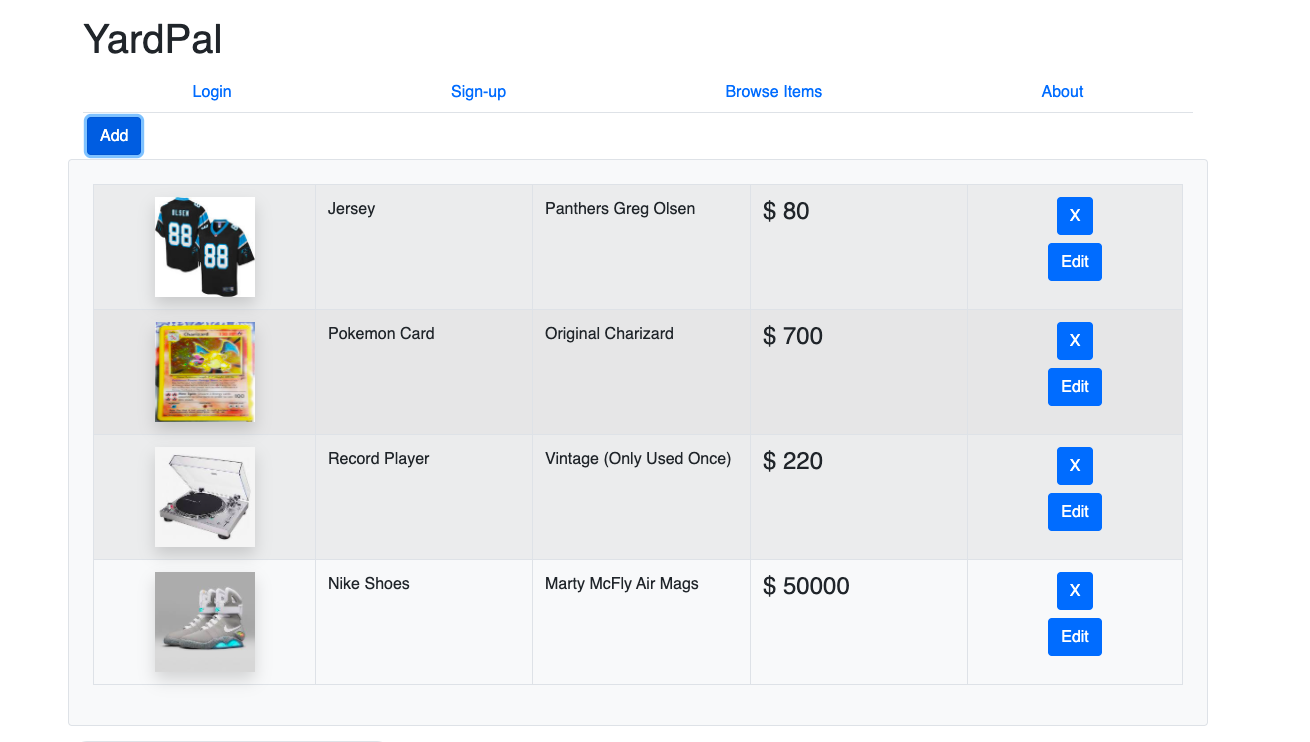 YardPal
Login Sign-up Browse Items About
Add
OLSEN
88
88
Jersey Panthers Greg Olsen $ 80 X
Edit
Charizard
Pokemon Card Original Charizard $ 700 X
Edit
Record Player Vintage (Only Used Once) $ 220 X
Edit
Nike Shoes Marty McFly Air Mags $ 50000 X
Edit